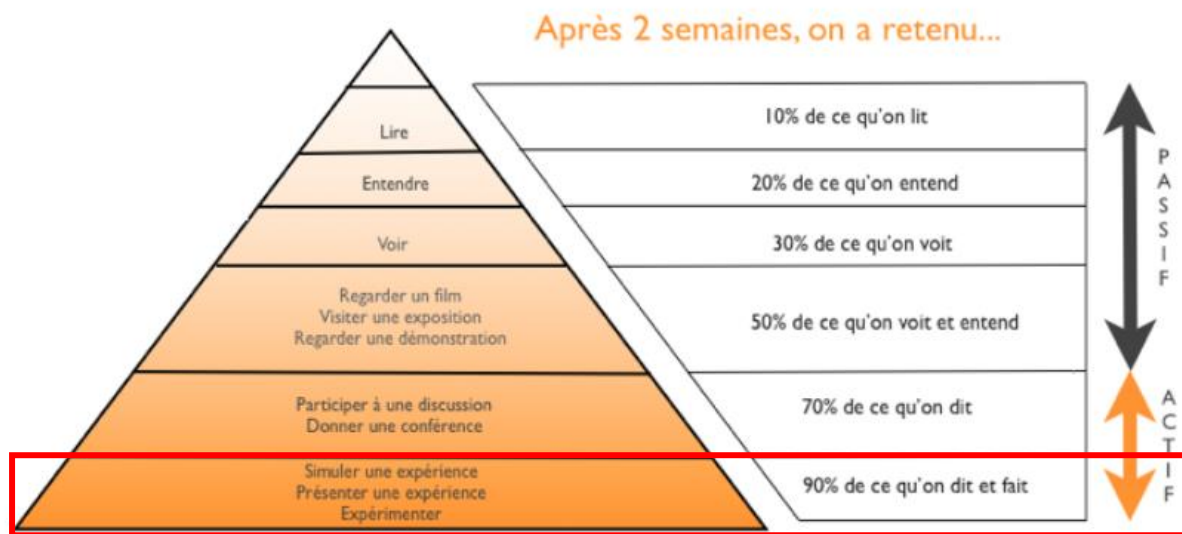 Après 2 semaines, on a retenu...
Lire
10% de ce qu'on lit
Entendre
20% de ce qu'on entend
Voir
30% de ce qu'on voit
Regarder un film
Visiter une exposition
Regarder une démonstration
50% de ce qu'on voit et entend
Participer à une discussion
Donner une conférence
70% de ce qu'on dit
Simuler une expérience
Présenter une expérience
Expérimenter
90% de ce qu'on dit et fait
PASSIF
ACTIF